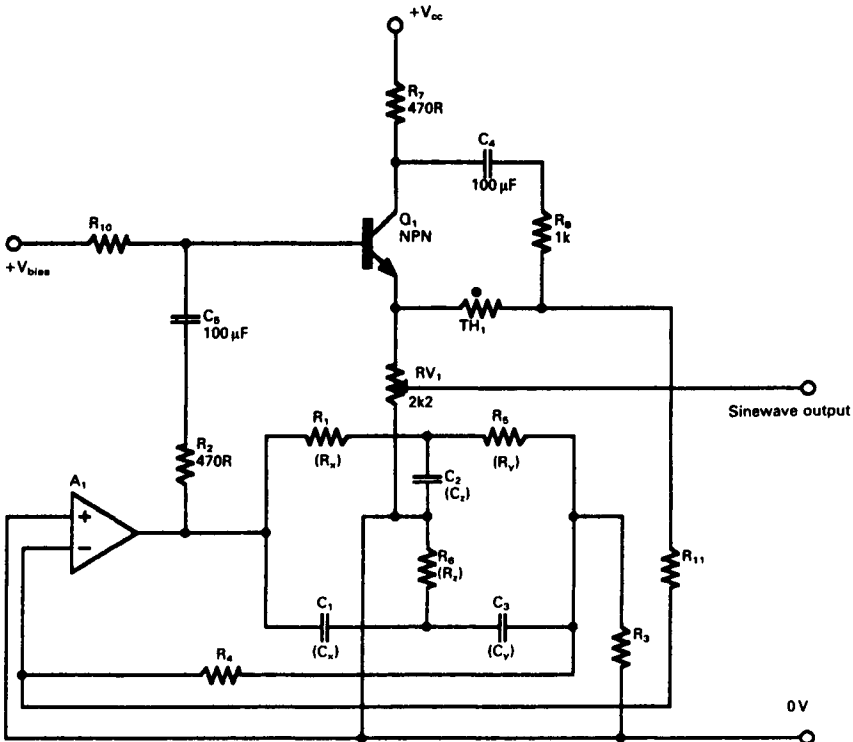 +Vcc
R7
470R
C4
100 µF
R10
Q1
NPN
R8
1k
+Vbias
C5
100 µF
TH1
RV1
2k2
Sinewave output
R1
(Rx)
R5
(Ry)
R2
470R
C2
(Cz)
A1
+
−
R6
(Rz)
R11
C1
(Cx)
C3
(Cy)
R3
R4
0V